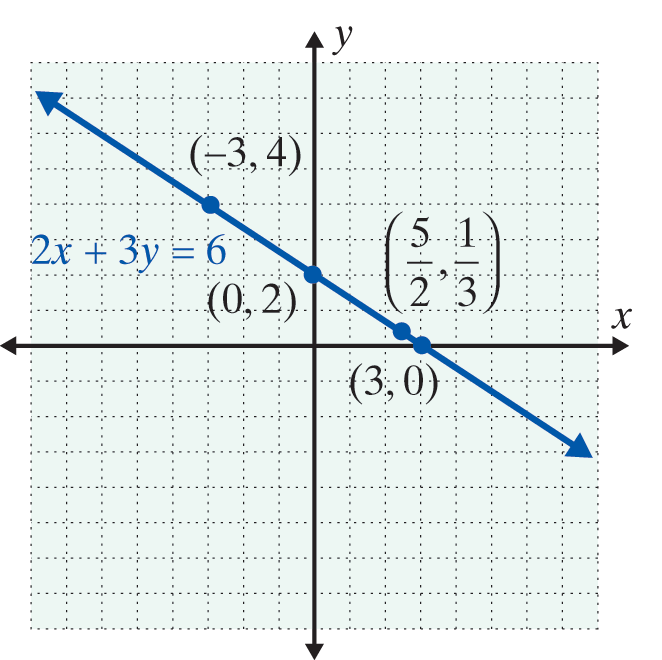 y
(–3, 4)
2x + 3y = 6
(5/2, 1/3)
(0, 2)
x
(3, 0)